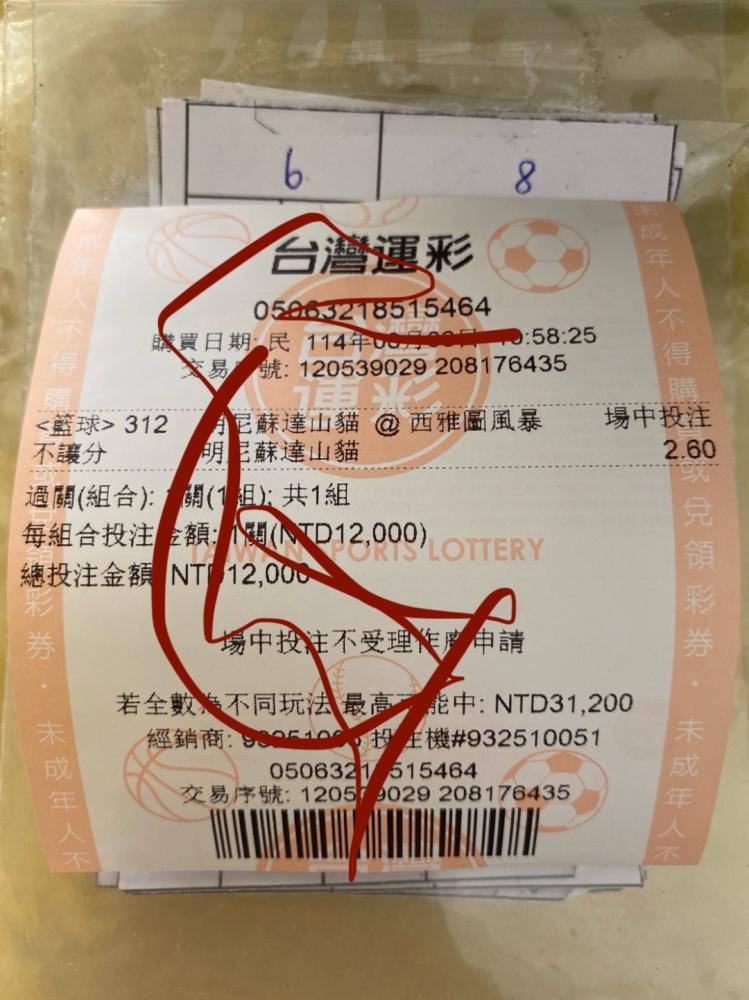 6 8
台灣運彩
05063218515464
購買日期: 民 114年 :58:25
交易 號: 120539029 208176435
<籃球> 312 明尼蘇達山貓 @ 西雅圖風暴 場中投注
不讓分 明尼蘇達山貓 2.60
過關(組合): 1關(1組); 共1組
每組合投注金額: 1關(NTD12,000)
TAIWAN SPORTS LOTTERY
總投注金額 NTD12,000
場中投注不受理作廢申請
若全數為不同玩法 最高可能中: NTD31,200
經銷商: 投注機#932510051
05063218515464
交易序號: 120539029 208176435
未成年人不得購買或兌領彩券．未成年人不